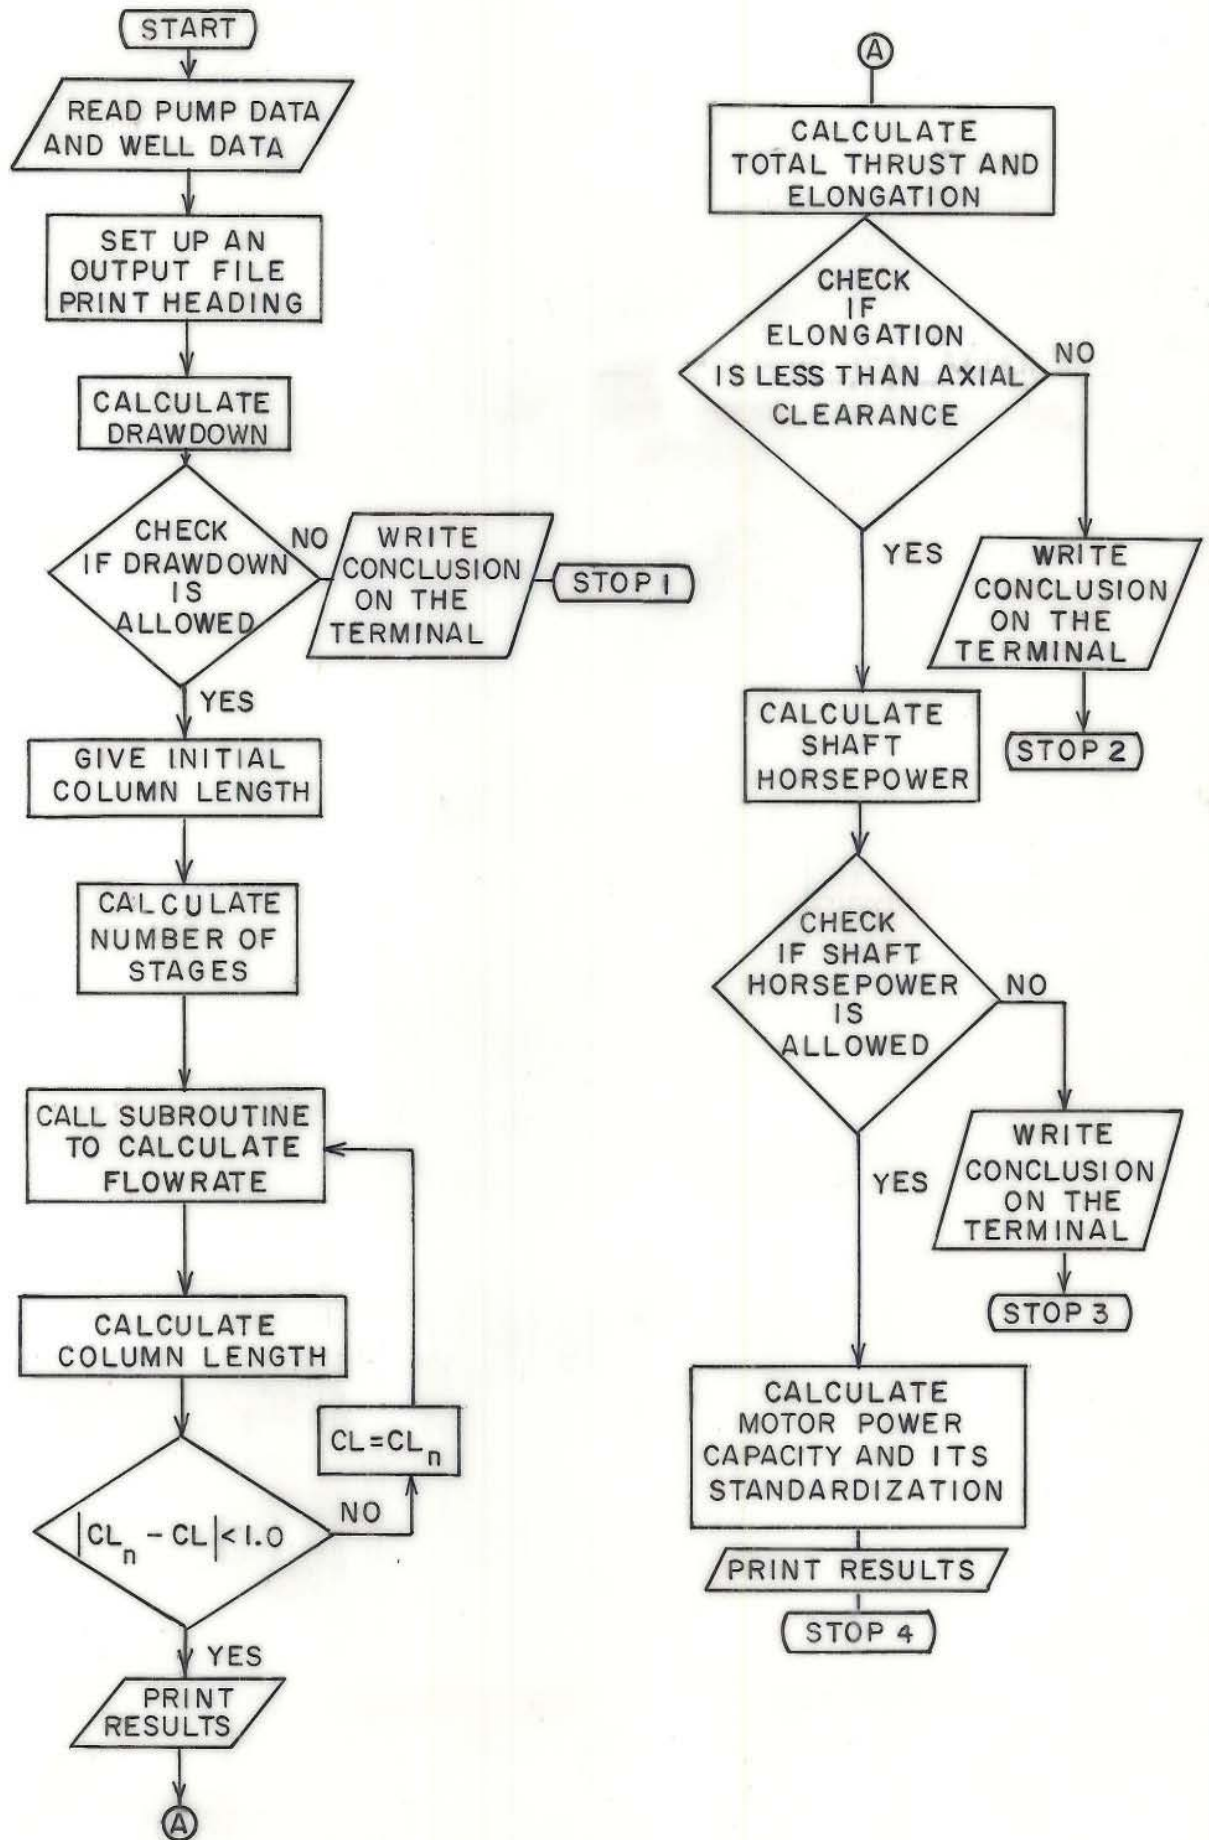 START
READ PUMP DATA
AND WELL DATA
SET UP AN
OUTPUT FILE
PRINT HEADING
CALCULATE
DRAWDOWN
CHECK
IF DRAWDOWN
IS
ALLOWED
NO
WRITE
CONCLUSION
ON THE
TERMINAL
STOP 1
YES
GIVE INITIAL
COLUMN LENGTH
CALCULATE
NUMBER OF
STAGES
CALL SUBROUTINE
TO CALCULATE
FLOWRATE
CALCULATE
COLUMN LENGTH
CL=CLn
|CLn - CL|<1.0
NO
YES
PRINT
RESULTS
A
A
CALCULATE
TOTAL THRUST AND
ELONGATION
CHECK
IF
ELONGATION
IS LESS THAN AXIAL
CLEARANCE
NO
WRITE
CONCLUSION
ON THE
TERMINAL
STOP 2
YES
CALCULATE
SHAFT
HORSEPOWER
CHECK
IF SHAFT
HORSEPOWER
IS
ALLOWED
NO
WRITE
CONCLUSION
ON THE
TERMINAL
STOP 3
YES
CALCULATE
MOTOR POWER
CAPACITY AND ITS
STANDARDIZATION
PRINT RESULTS
STOP 4